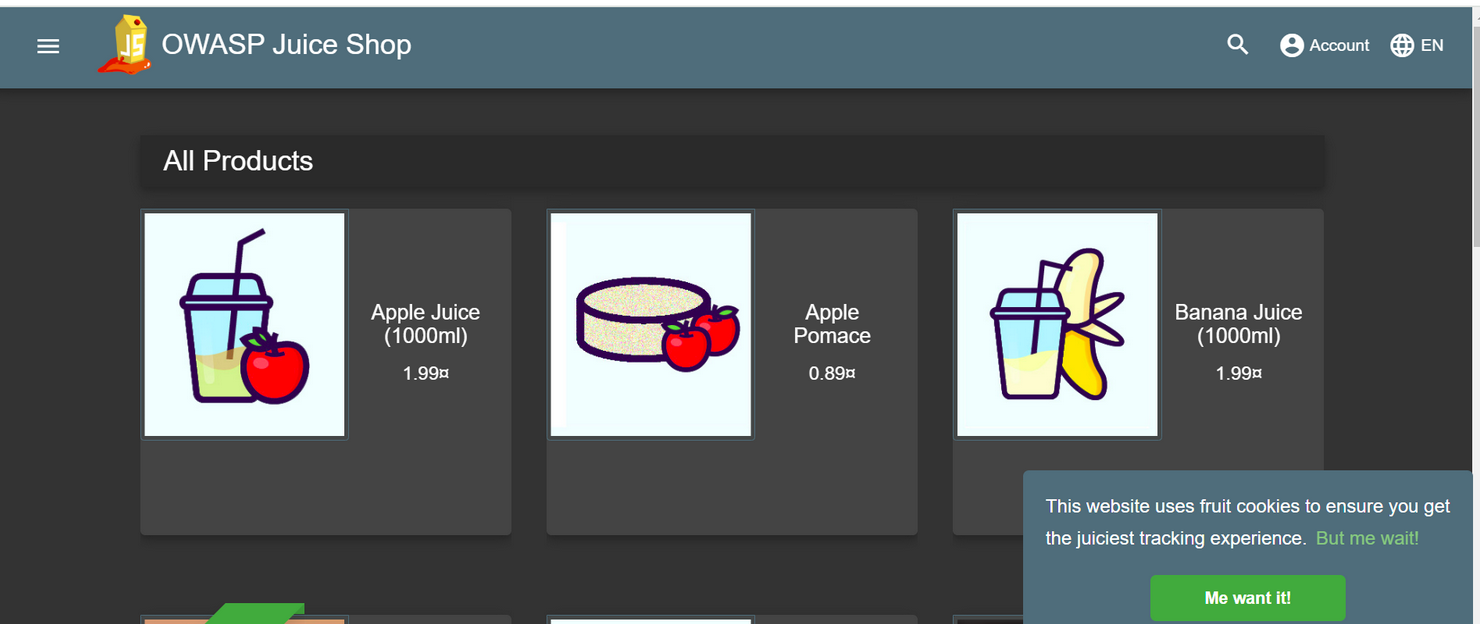 JS
OWASP Juice Shop
Account
EN
All Products
Apple Juice
(1000ml)
1.99¤
Apple
Pomace
0.89¤
Banana Juice
(1000ml)
1.99¤
This website uses fruit cookies to ensure you get
the juiciest tracking experience. But me wait!
Me want it!